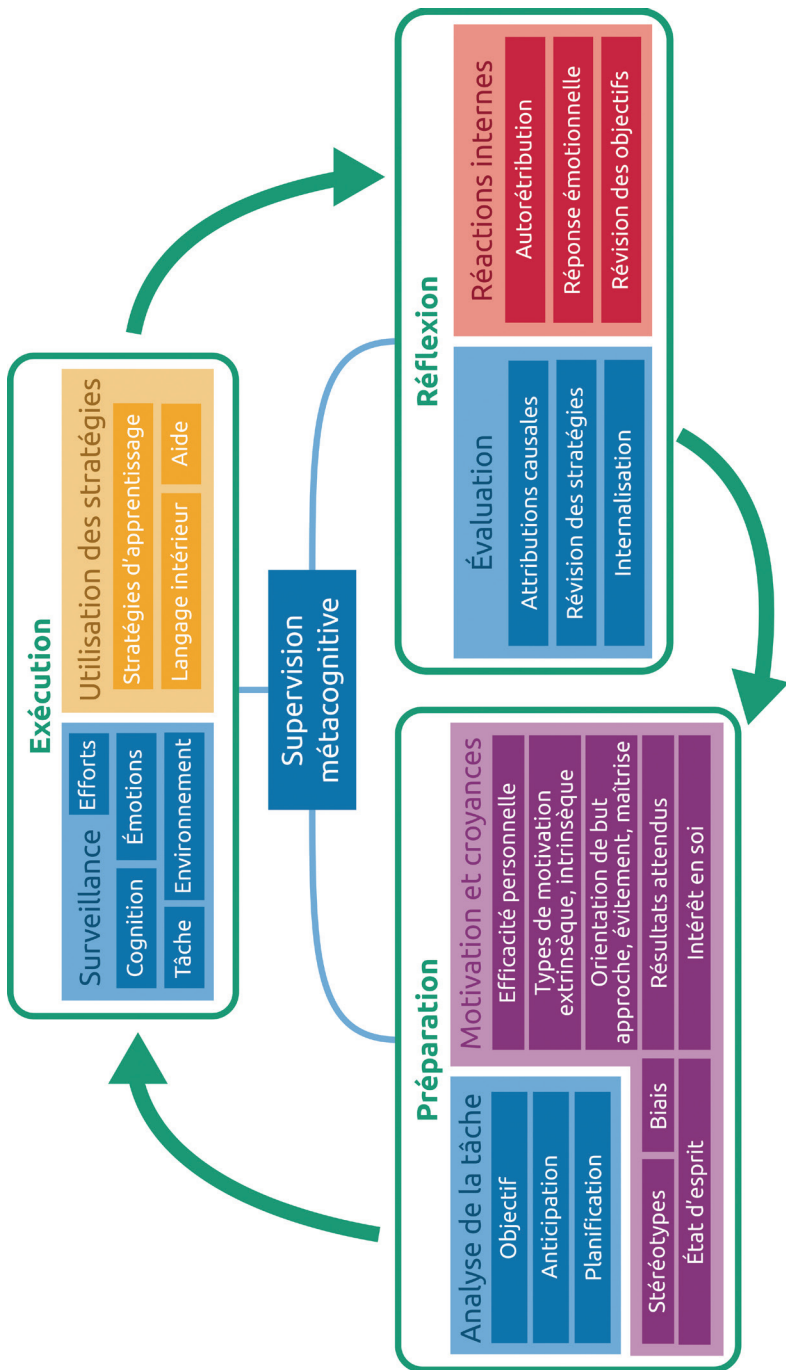 Exécution
Surveillance
Efforts
Cognition
Émotions
Tâche
Environnement
Utilisation des stratégies
Stratégies d'apprentissage
Langage intérieur
Aide
Supervision
métacognitive
Préparation
Analyse de la tâche
Objectif
Anticipation
Planification
Motivation et croyances
Efficacité personnelle
Types de motivation
extrinsèque, intrinsèque
Orientation de but
approche, évitement, maîtrise
Stéréotypes
Biais
Résultats attendus
État d'esprit
Intérêt en soi
Réflexion
Évaluation
Attributions causales
Révision des stratégies
Internalisation
Réactions internes
Autorétribution
Réponse émotionnelle
Révision des objectifs